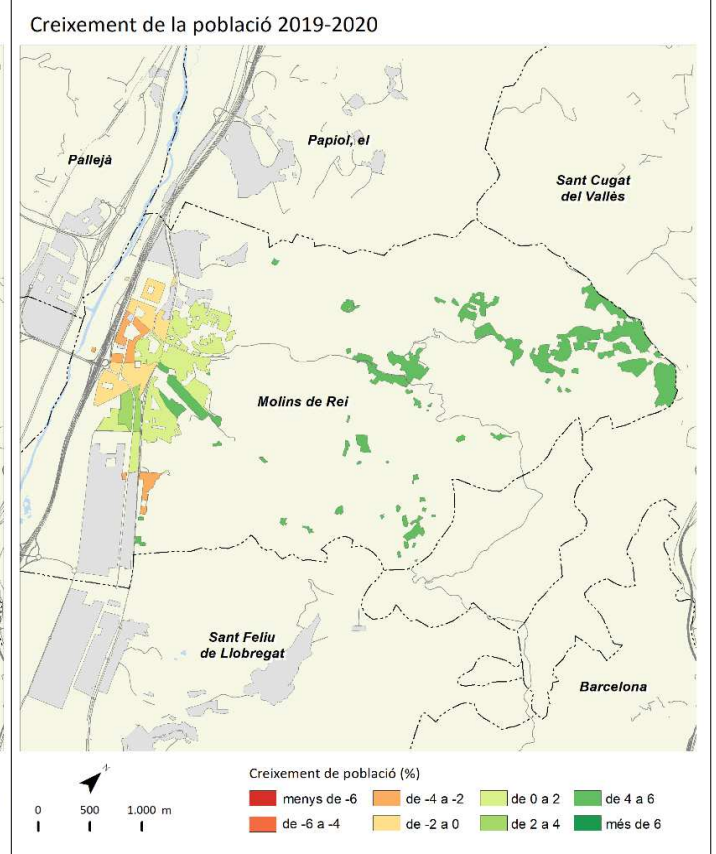 Creixement de la població 2019-2020
Papiol, el
Pallejà
Sant Cugat
del Vallès
Molins de Rei
Sant Feliu
de Llobregat
Barcelona
N
0 500 1.000 m
Creixement de població (%)
menys de -6
de -4 a -2
de 0 a 2
de 4 a 6
de -6 a -4
de -2 a 0
de 2 a 4
més de 6